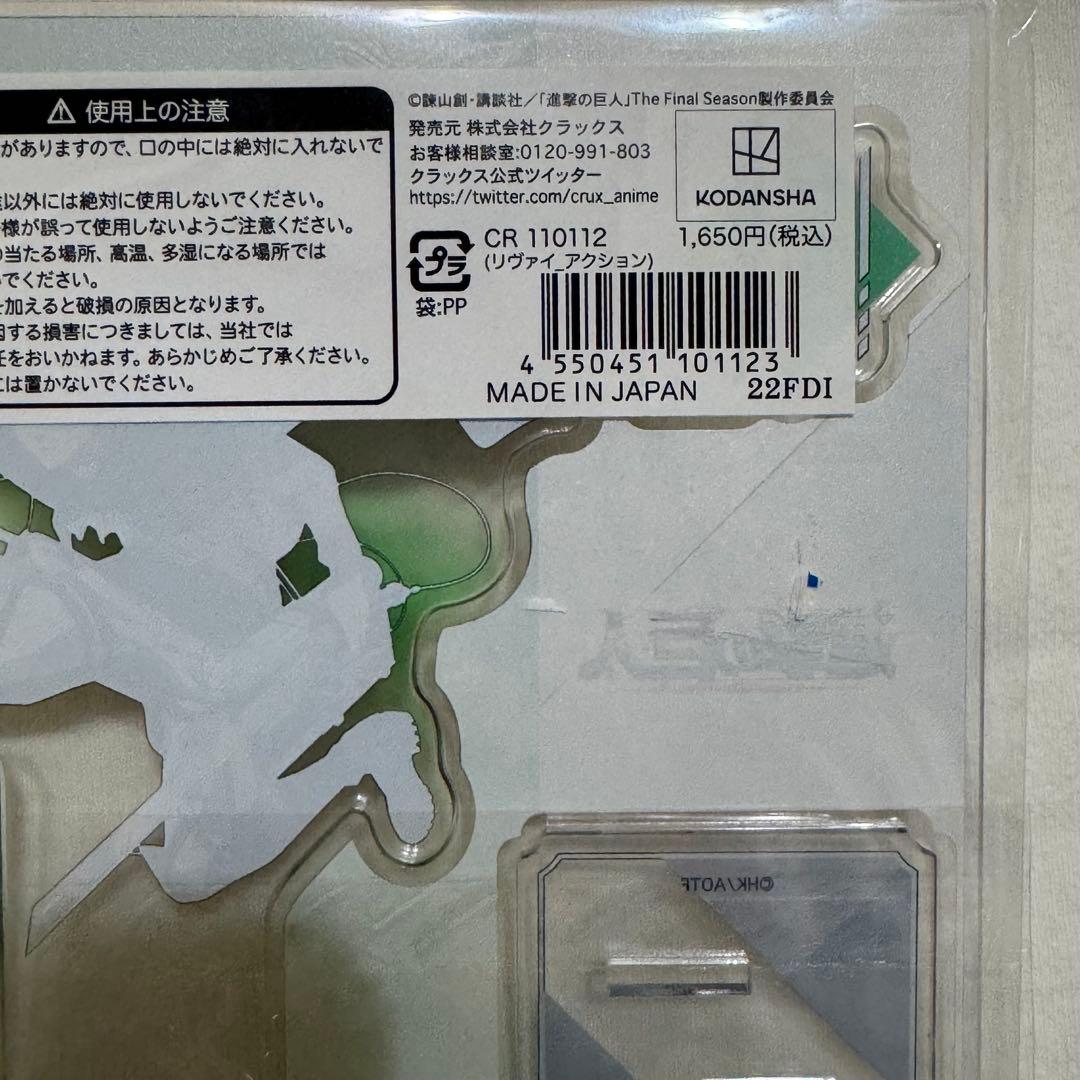 ⚠使用上の注意
がありますので、口の中には絶対に入れないで
以外には絶対に使用しないでください。
様が誤って使用しないようご注意ください。
当たる場所、高温、多湿になる場所では
でください。
を加えると破損の原因となります。
する損害につきましては、当社では
をおいかねます。あらかじめご了承ください。
には置かないでください。
©諫山創・講談社／「進撃の巨人」The Final Season製作委員会
発売元 株式会社クラックス
お客様相談室:0120-991-803
クラックス公式ツイッター
https://twitter.com/crux_anime
KODANSHA
プラ
袋:PP
CR 110112
(リヴァイ_アクション)
1,650円(税込)
4 550451 101123
MADE IN JAPAN 22FDI
©HK/AOTF